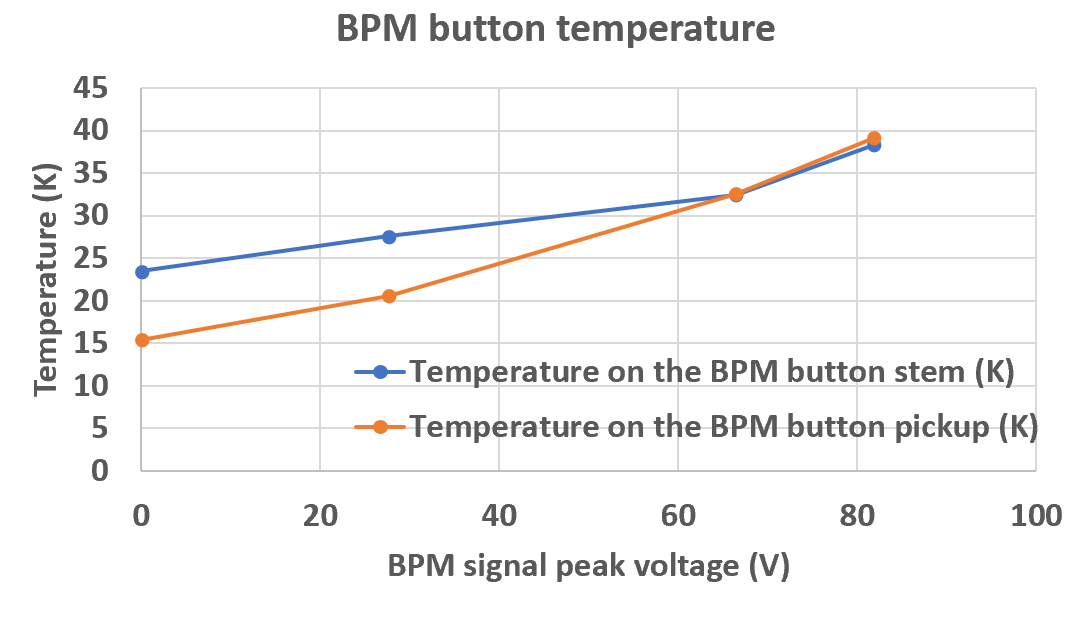 BPM button temperature
45
40
35
30
25
20
15
10
5
0
Temperature (K)
Temperature on the BPM button stem (K)
Temperature on the BPM button pickup (K)
0 20 40 60 80 100
BPM signal peak voltage (V)